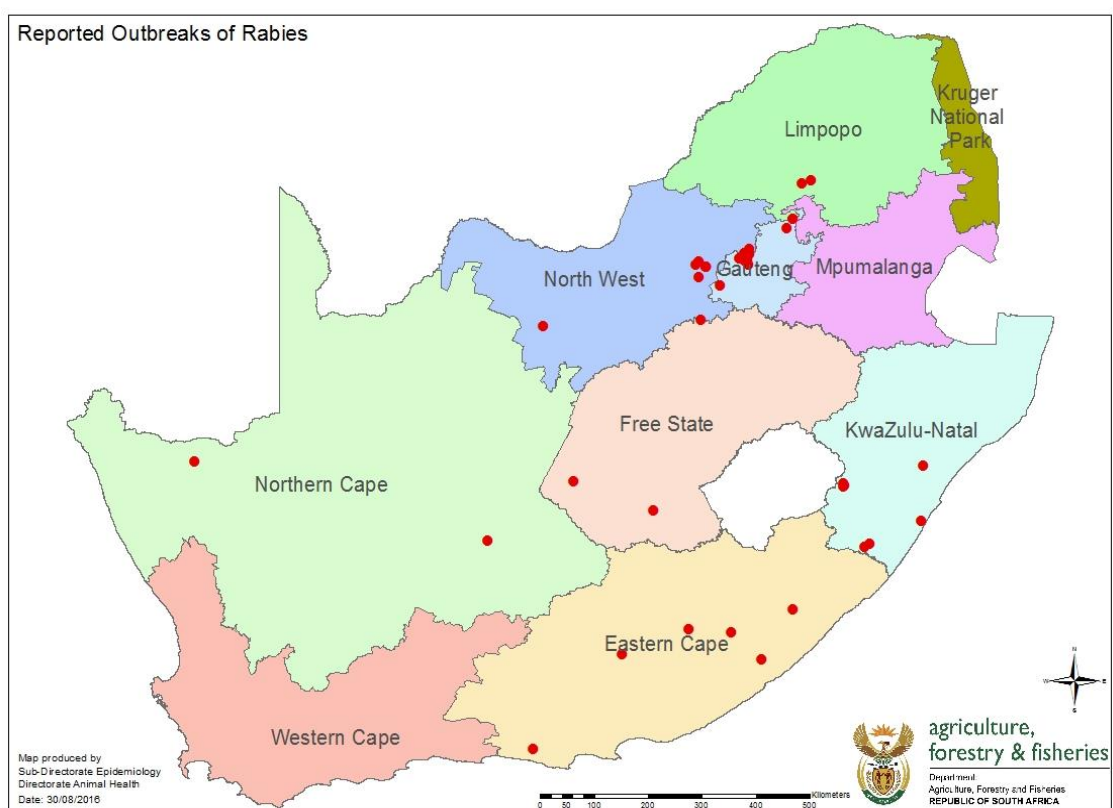 Reported Outbreaks of Rabies
Kruger
National
Park
Limpopo
North West
Gauteng
Mpumalanga
Free State
KwaZulu-Natal
Northern Cape
Eastern Cape
Western Cape
N
W
E
S
Map produced by
Sub-Directorate Epidemiology
Directorate Animal Health
Date: 30/08/2016
Kilometers
0 50 100 200 300 400 500
agriculture,
forestry & fisheries
Department:
Agriculture, Forestry and Fisheries
REPUBLIC OF SOUTH AFRICA